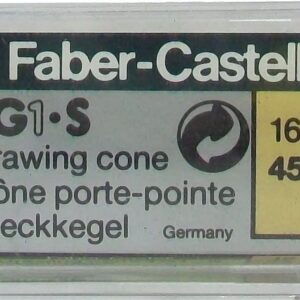 Faber-Castell
G1·S
rawing cone
ône porte-pointe
eckkegel Germany
16
45